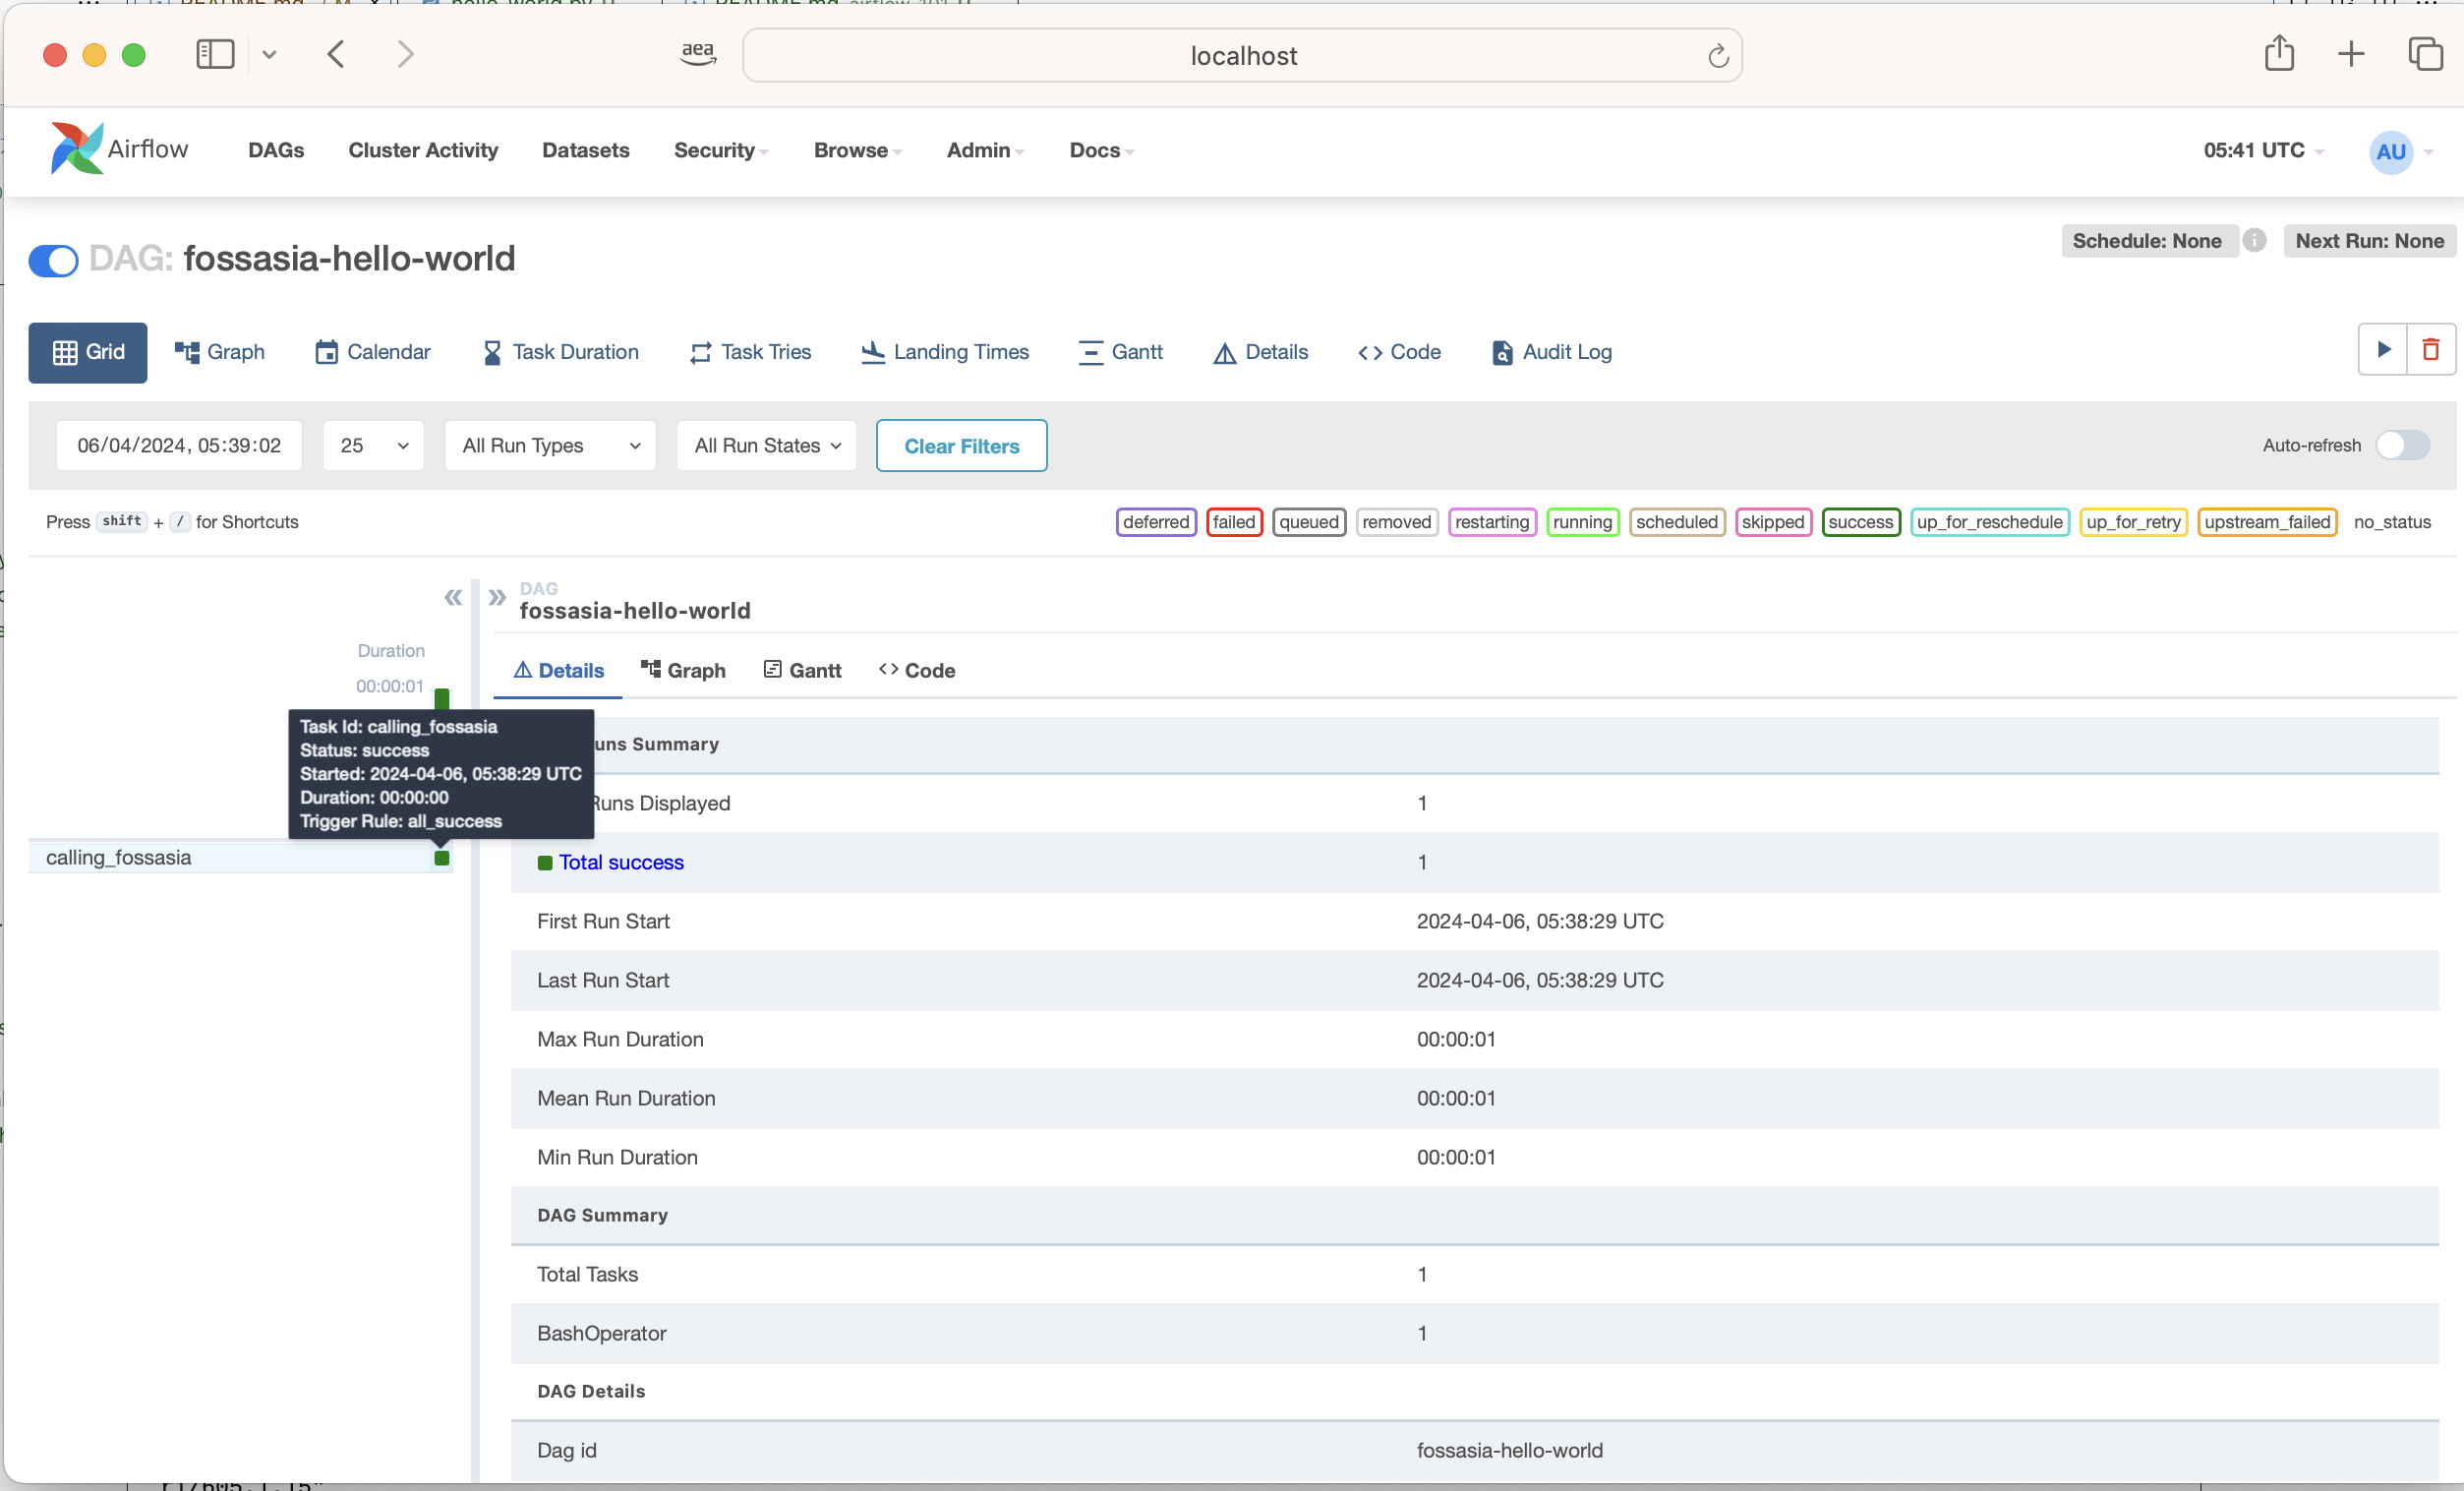 README.md
hello_world.py U
README.md airflow_101 U
aea
localhost
Airflow
DAGs
Cluster Activity
Datasets
Security
Browse
Admin
Docs
05:41 UTC
AU
DAG: fossasia-hello-world
Schedule: None
Next Run: None
Grid
Graph
Calendar
Task Duration
Task Tries
Landing Times
Gantt
Details
Code
Audit Log
06/04/2024, 05:39:02
25
All Run Types
All Run States
Clear Filters
Auto-refresh
Press shift + / for Shortcuts
deferred
failed
queued
removed
restarting
running
scheduled
skipped
success
up_for_reschedule
up_for_retry
upstream_failed
no_status
DAG
fossasia-hello-world
Duration
00:00:01
Details
Graph
Gantt
Code
Task Id: calling_fossasia
Status: success
Started: 2024-04-06, 05:38:29 UTC
Duration: 00:00:00
Trigger Rule: all_success
calling_fossasia
uns Summary
Runs Displayed 1
Total success 1
First Run Start 2024-04-06, 05:38:29 UTC
Last Run Start 2024-04-06, 05:38:29 UTC
Max Run Duration 00:00:01
Mean Run Duration 00:00:01
Min Run Duration 00:00:01
DAG Summary
Total Tasks 1
BashOperator 1
DAG Details
Dag id fossasia-hello-world